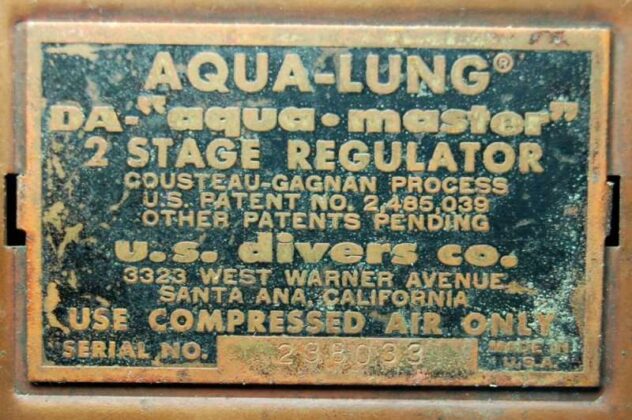 AQUA-LUNG®
DA-"aqua•master"
2 STAGE REGULATOR
COUSTEAU-GAGNAN PROCESS
U.S. PATENT NO. 2,485,039
OTHER PATENTS PENDING
u.s. divers co.
3323 WEST WARNER AVENUE
SANTA ANA, CALIFORNIA
USE COMPRESSED AIR ONLY
SERIAL NO. 298033 MADE IN
U.S.A.